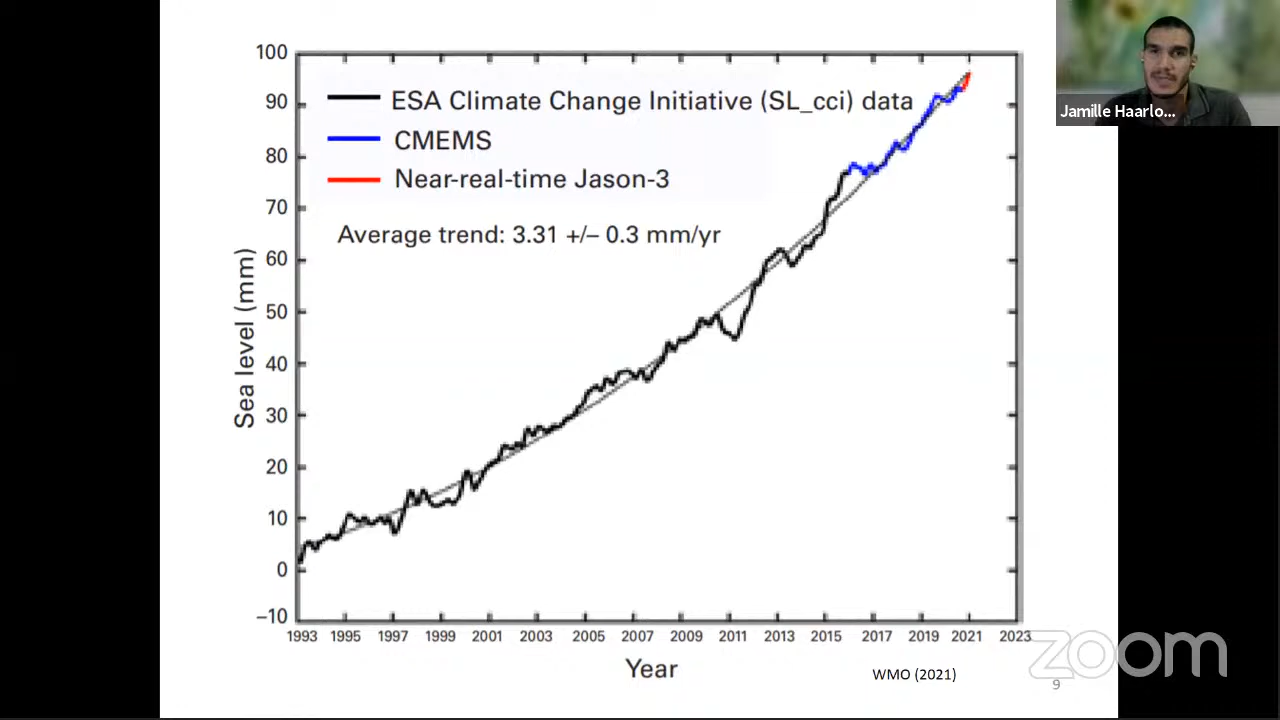 100
90
80
70
60
50
40
30
20
10
0
–10
Sea level (mm)
ESA Climate Change Initiative (SL_cci) data
CMEMS
Near-real-time Jason-3
Average trend: 3.31 +/– 0.3 mm/yr
1993 1995 1997 1999 2001 2003 2005 2007 2009 2011 2013 2015 2017 2019 2021 2023
Year
WMO (2021)
9
Jamille Haarlo...
zoom